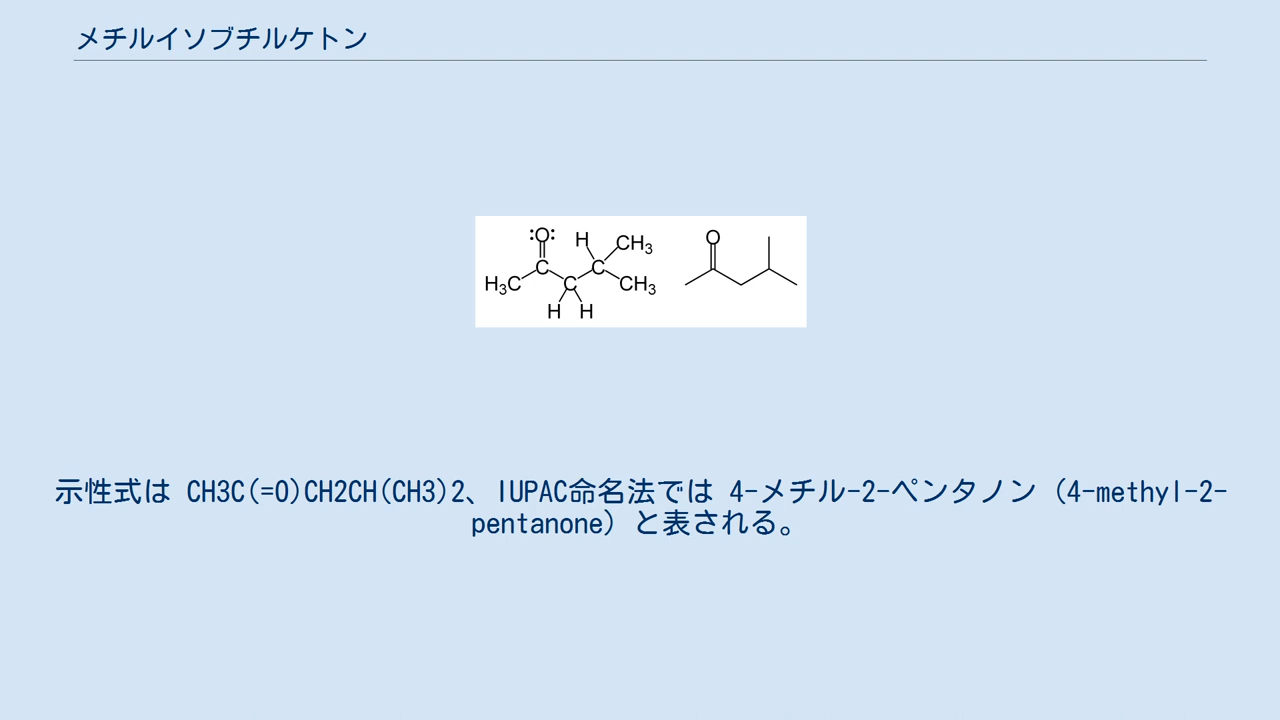 メチルイソブチルケトン
:O: H CH3 O
H3C C C CH3
C
H H
示性式は CH3C(=O)CH2CH(CH3)2、IUPAC命名法では 4-メチル-2-ペンタノン (4-methyl-2-
pentanone) と表される。